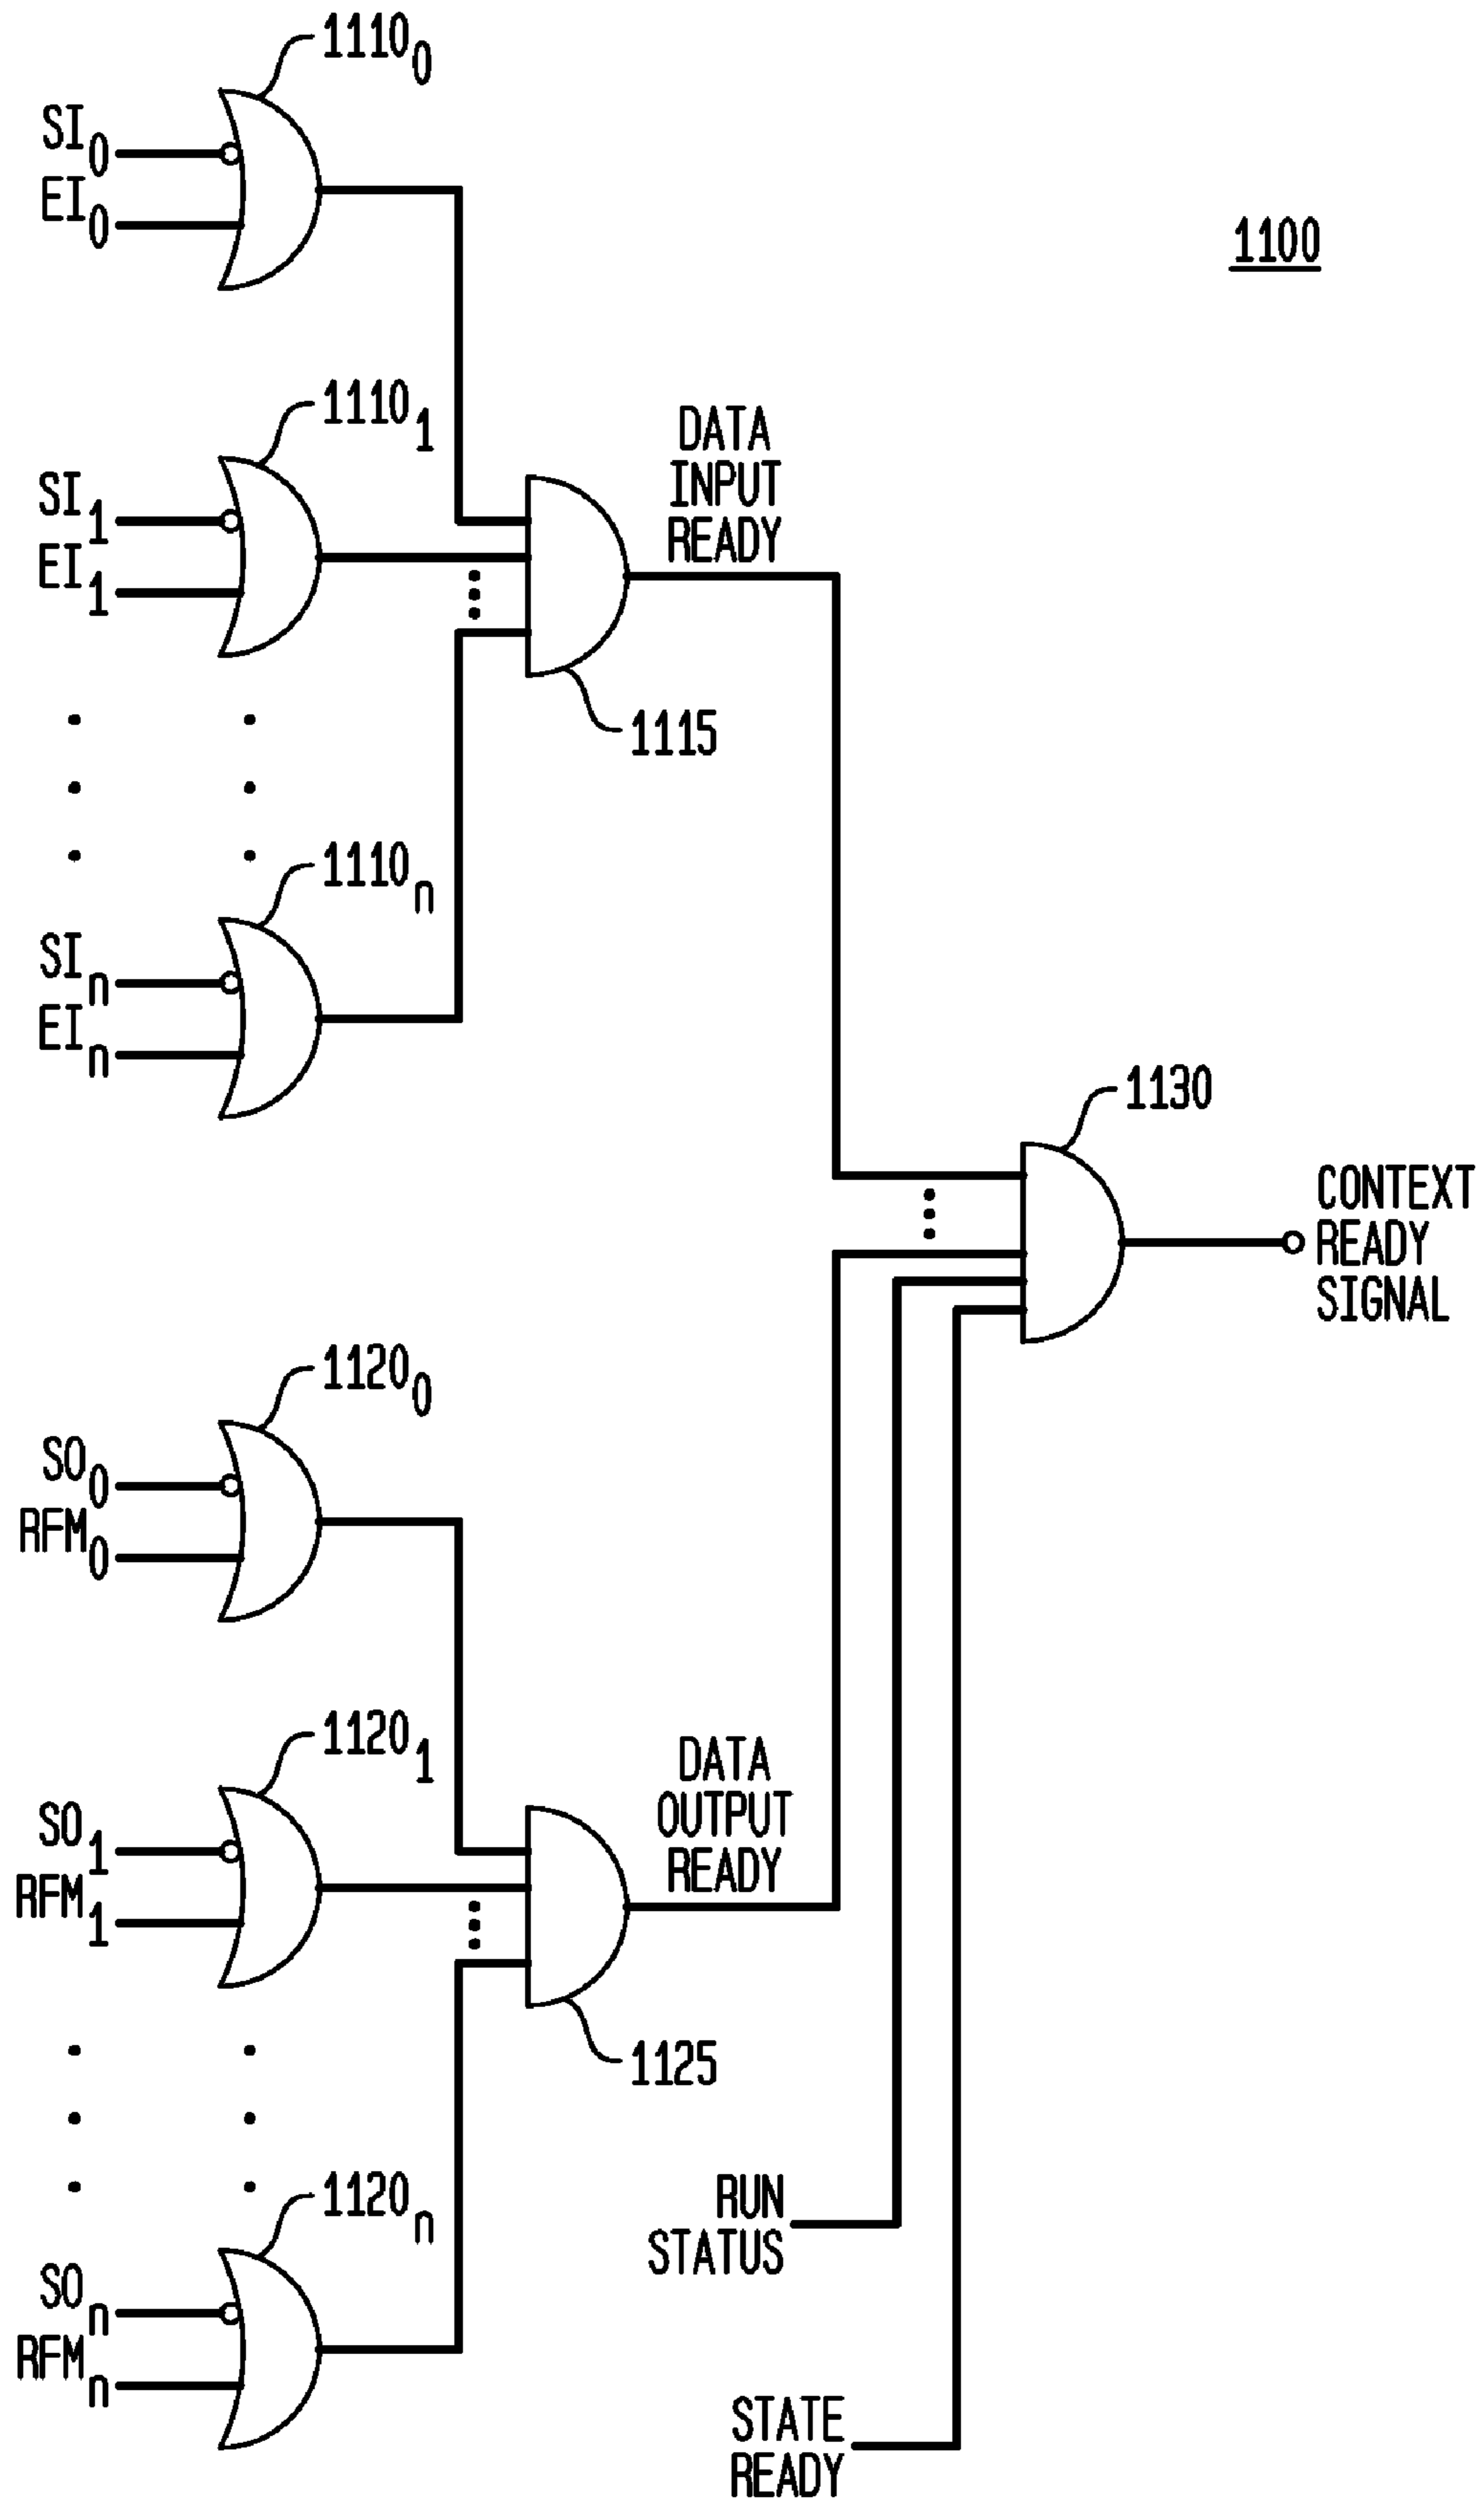 1110₀
SI₀
EI₀
1100
1110₁
SI₁
EI₁
DATA
INPUT
READY
1115
1110ₙ
SIₙ
EIₙ
1130
CONTEXT
READY
SIGNAL
1120₀
SO₀
RFM₀
1120₁
SO₁
RFM₁
DATA
OUTPUT
READY
1125
1120ₙ
SOₙ
RFMₙ
RUN
STATUS
STATE
READY